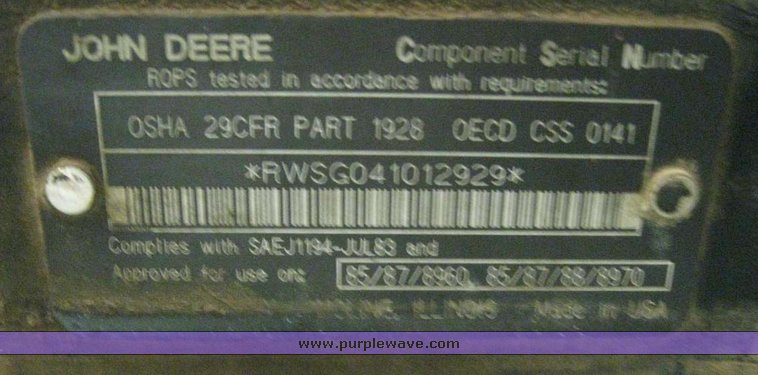 JOHN DEERE Component Serial Number
ROPS tested in accordance with requirements:
OSHA 29CFR PART 1928 OECD CSS 0141
*RWSG041012929*
Complies with SAEJ1194-JUL83 and
Approved for use on: 85/87/8960, 85/87/88/8970
MOLINE, ILLINOIS - Made in USA
www.purplewave.com